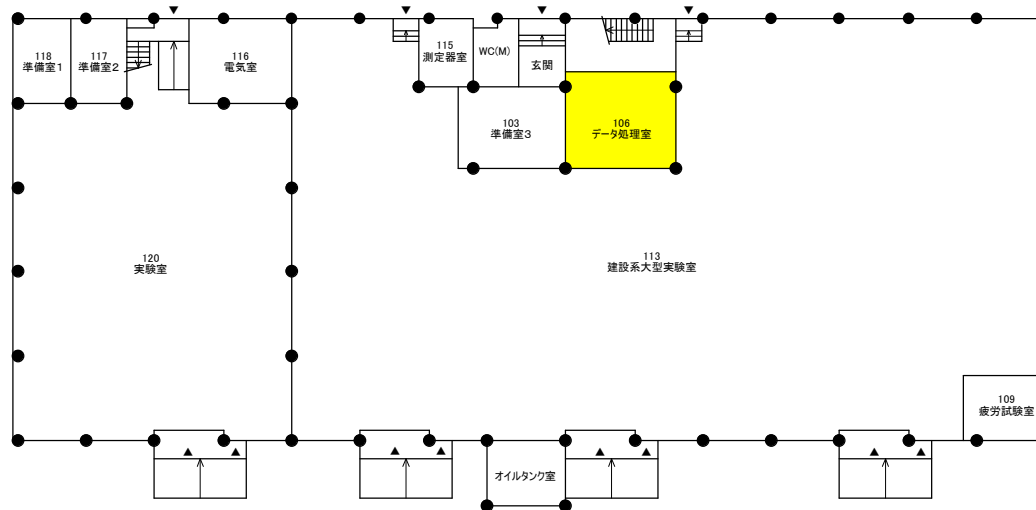 118
準備室1
117
準備室2
116
電気室
115
測定器室
WC(M)
玄関
103
準備室3
106
データ処理室
120
実験室
113
建設系大型実験室
109
疲労試験室
オイルタンク室